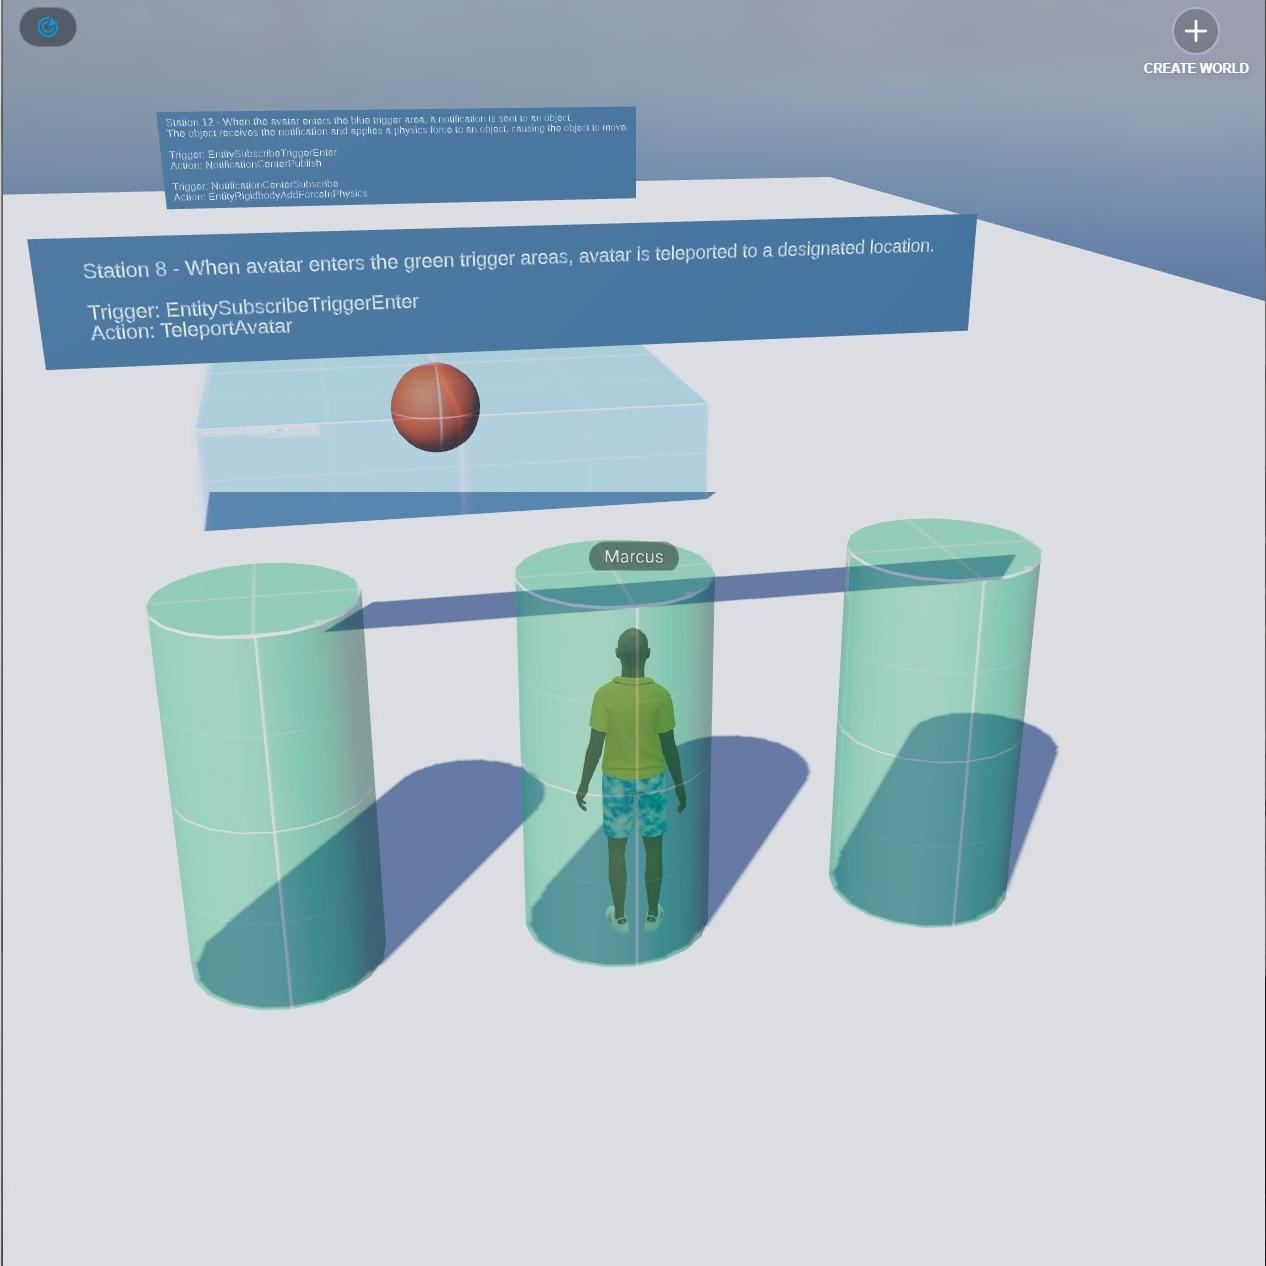 CREATE WORLD
Station 12 - When the avatar enters the blue trigger area, a notification is sent to an object.
The object receives the notification and applies a physics force to an object, causing the object to move.
Trigger: EntitySubscribeTriggerEnter
Action: NotificationCenterPublish
Trigger: NotificationCenterSubscribe
Action: EntityRigidbodyAddForceInPhysics
Station 8 - When avatar enters the green trigger areas, avatar is teleported to a designated location.
Trigger: EntitySubscribeTriggerEnter
Action: TeleportAvatar
Marcus